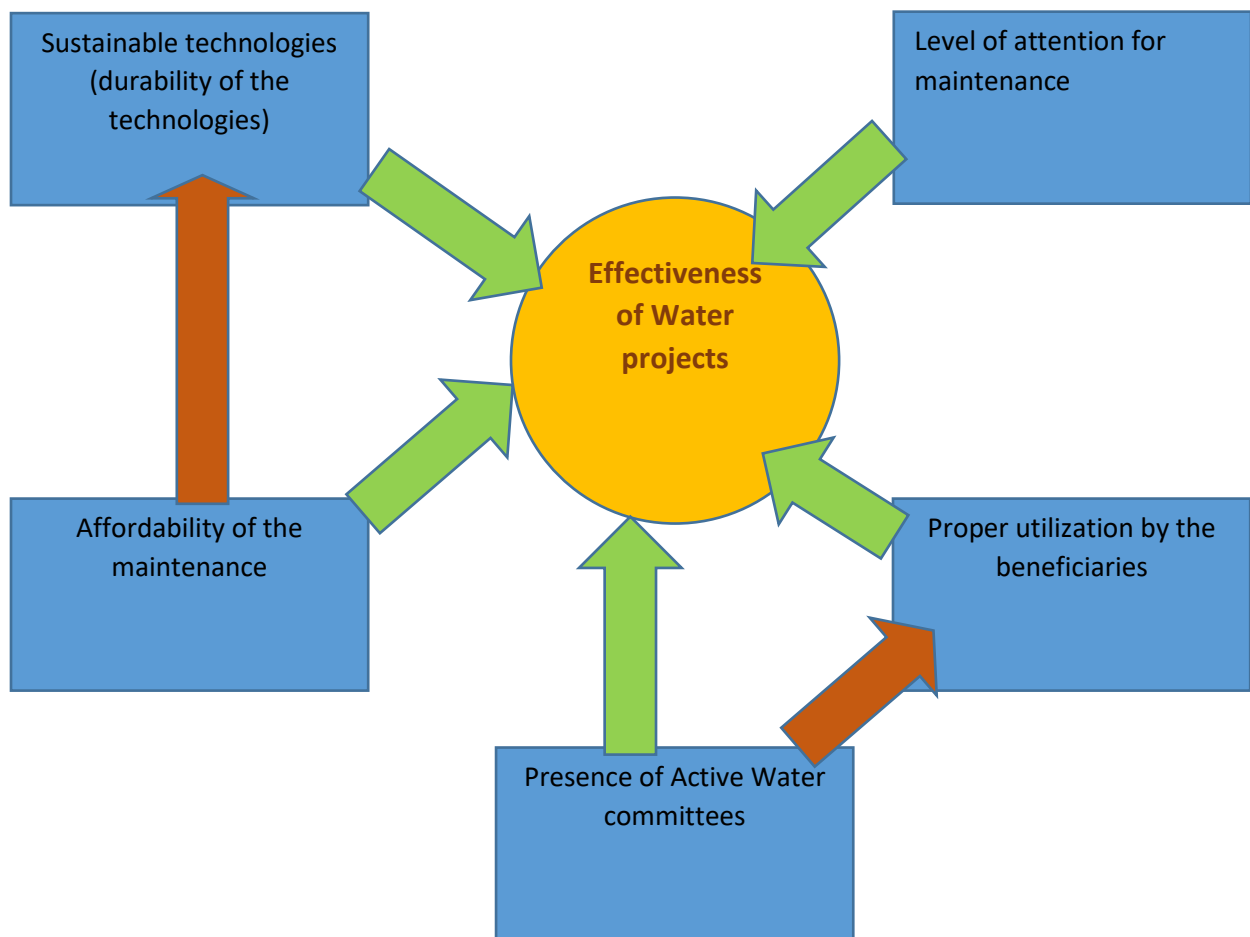 Sustainable technologies
(durability of the
technologies)
Level of attention for
maintenance
Effectiveness
of Water
projects
Affordability of the
maintenance
Proper utilization by the
beneficiaries
Presence of Active Water
committees